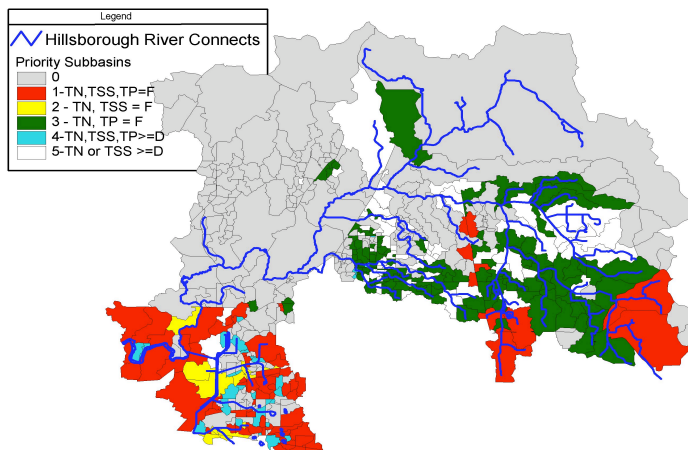 Legend
Hillsborough River Connects
Priority Subbasins
0
1-TN,TSS,TP=F
2 - TN, TSS = F
3 - TN, TP = F
4-TN,TSS,TP>=D
5-TN or TSS >=D